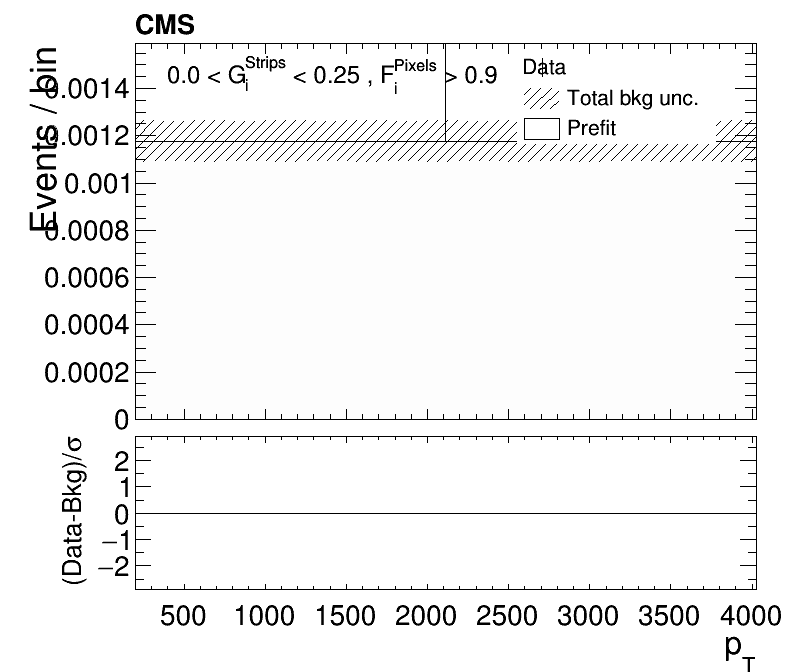 CMS
0.0 < G_i^Strips < 0.25 , F_i^Pixels > 0.9
Data
Total bkg unc.
Prefit
Events / bin
0.0014
0.0012
0.001
0.0008
0.0006
0.0004
0.0002
0
(Data-Bkg)/σ
2
1
0
−1
−2
500 1000 1500 2000 2500 3000 3500 4000
p_T